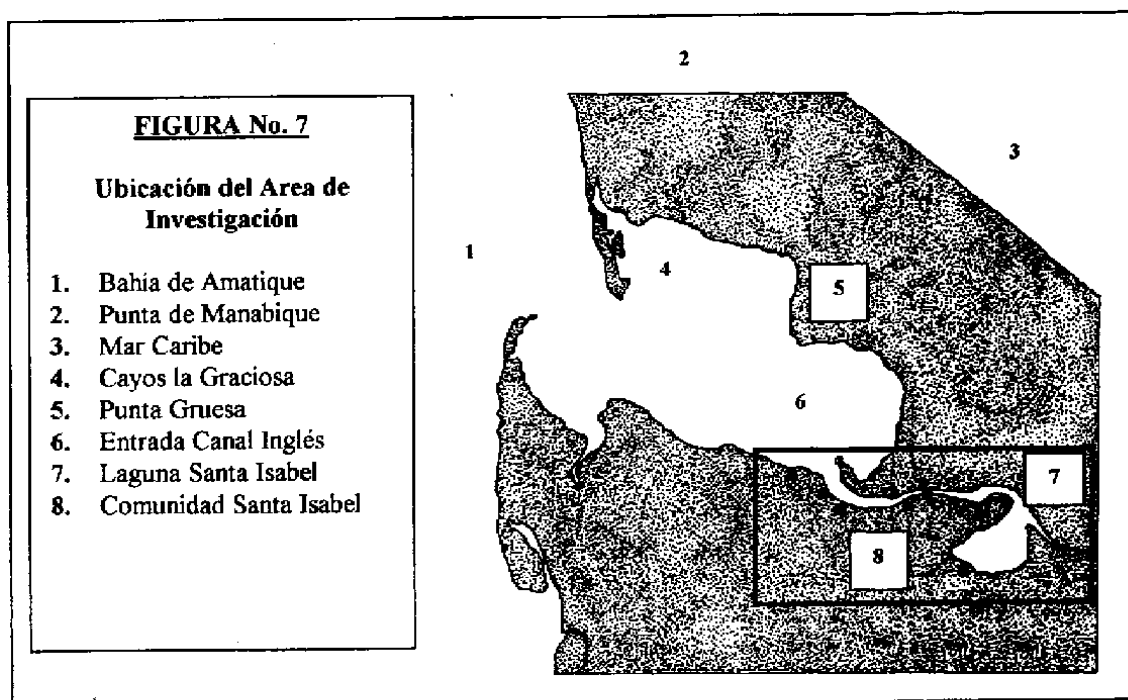 FIGURA No. 7
Ubicación del Area de
Investigación
1. Bahía de Amatique
2. Punta de Manabique
3. Mar Caribe
4. Cayos la Graciosa
5. Punta Gruesa
6. Entrada Canal Inglés
7. Laguna Santa Isabel
8. Comunidad Santa Isabel
2
3
1
4
5
6
7
8